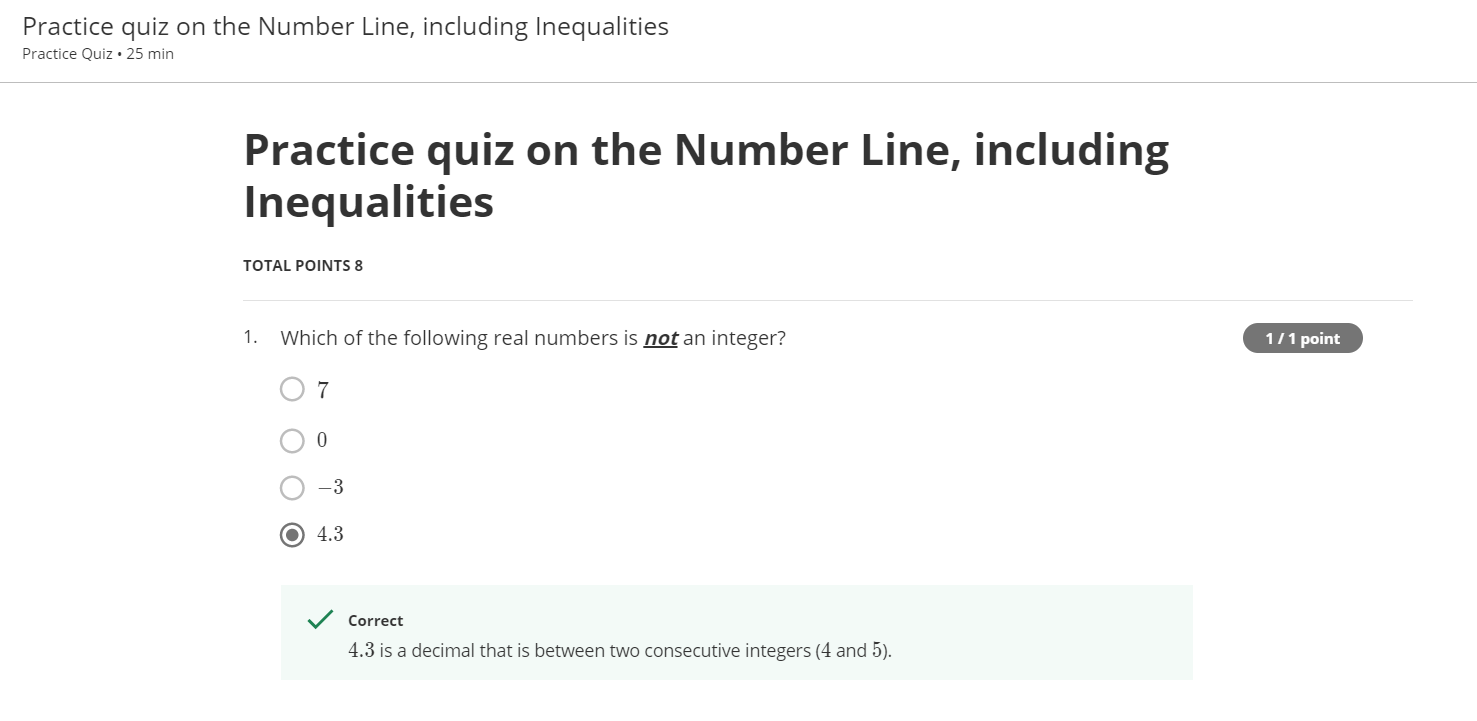 Practice quiz on the Number Line, including Inequalities
Practice Quiz • 25 min
Practice quiz on the Number Line, including
Inequalities
TOTAL POINTS 8
1. Which of the following real numbers is not an integer?
1 / 1 point
7
0
−3
4.3
Correct
4.3 is a decimal that is between two consecutive integers (4 and 5).